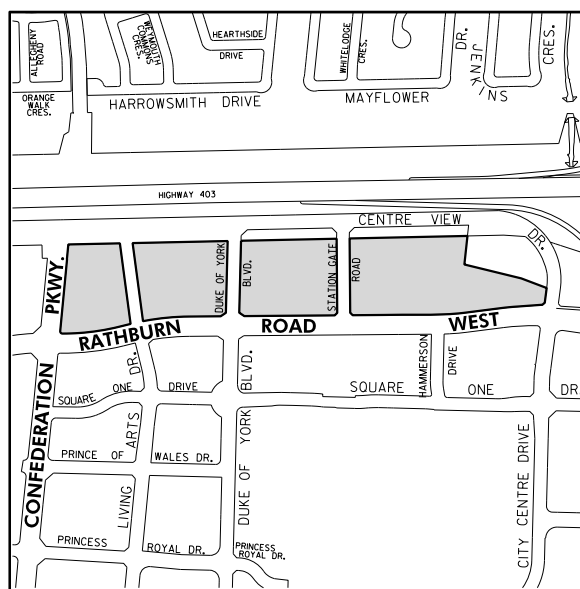 ALLEGHENY
ROAD
WEYMOUTH
COMMONS
CRES.
HEARTHSIDE
DRIVE
WHITELODGE
CRES.
DR.
JENKINS
CRES.
ORANGE
WALK
CRES.
HARROWSMITH DRIVE
MAYFLOWER
HIGHWAY 403
CENTRE VIEW
DR.
PKWY.
DUKE OF YORK
BLVD.
STATION GATE
ROAD
RATHBURN
ROAD
WEST
CONFEDERATION
SQUARE ONE DRIVE
DR.
BLVD.
SQUARE
HAMMERSON
DRIVE
ONE
DR
PRINCE OF
ARTS
WALES DR.
DUKE OF YORK
CITY CENTRE DRIVE
LIVING
PRINCESS
ROYAL DR.
PRINCESS
ROYAL DR.